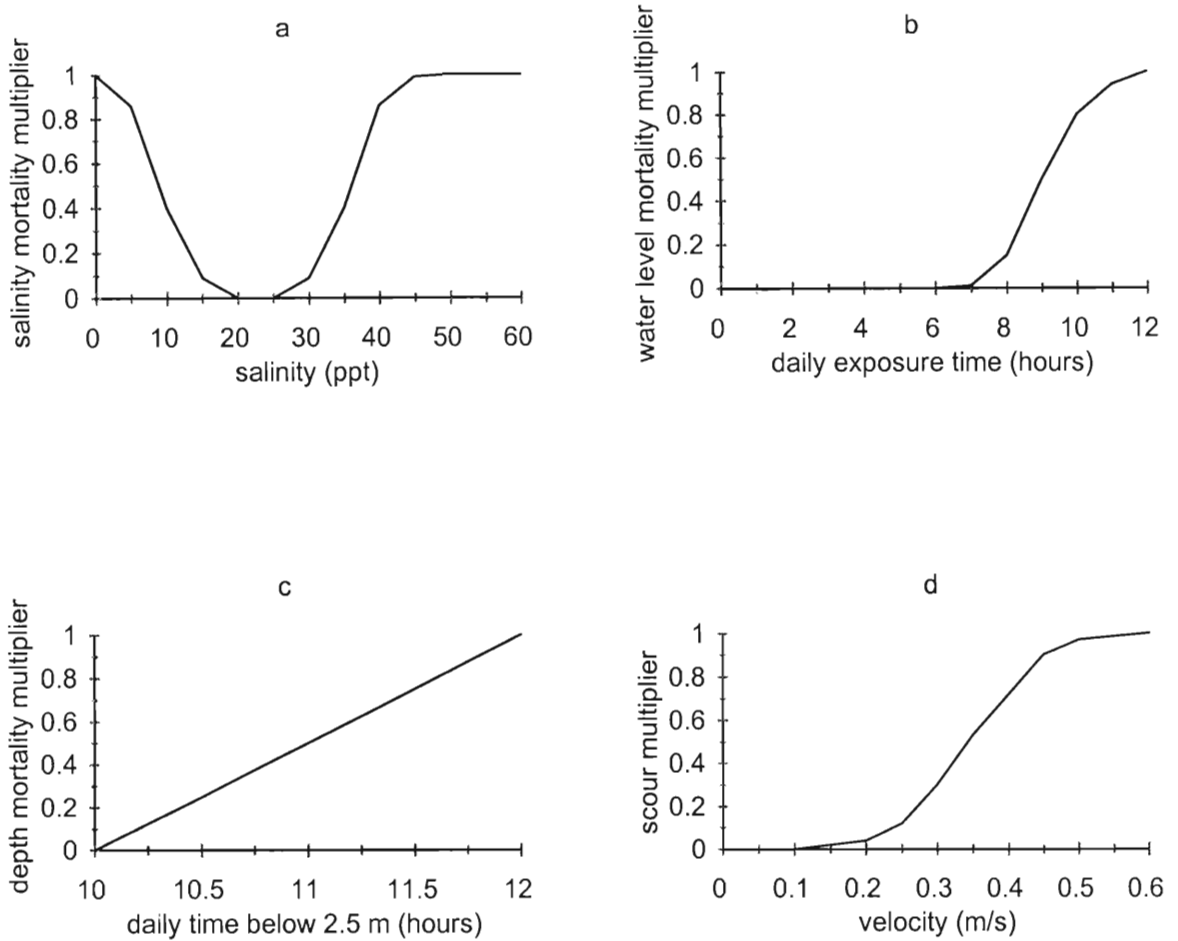 a
salinity mortality multiplier
1
0.8
0.6
0.4
0.2
0
0 10 20 30 40 50 60
salinity (ppt)
b
water level mortality multiplier
1
0.8
0.6
0.4
0.2
0
0 2 4 6 8 10 12
daily exposure time (hours)
c
depth mortality multiplier
1
0.8
0.6
0.4
0.2
0
10 10.5 11 11.5 12
daily time below 2.5 m (hours)
d
scour multiplier
1
0.8
0.6
0.4
0.2
0
0 0.1 0.2 0.3 0.4 0.5 0.6
velocity (m/s)